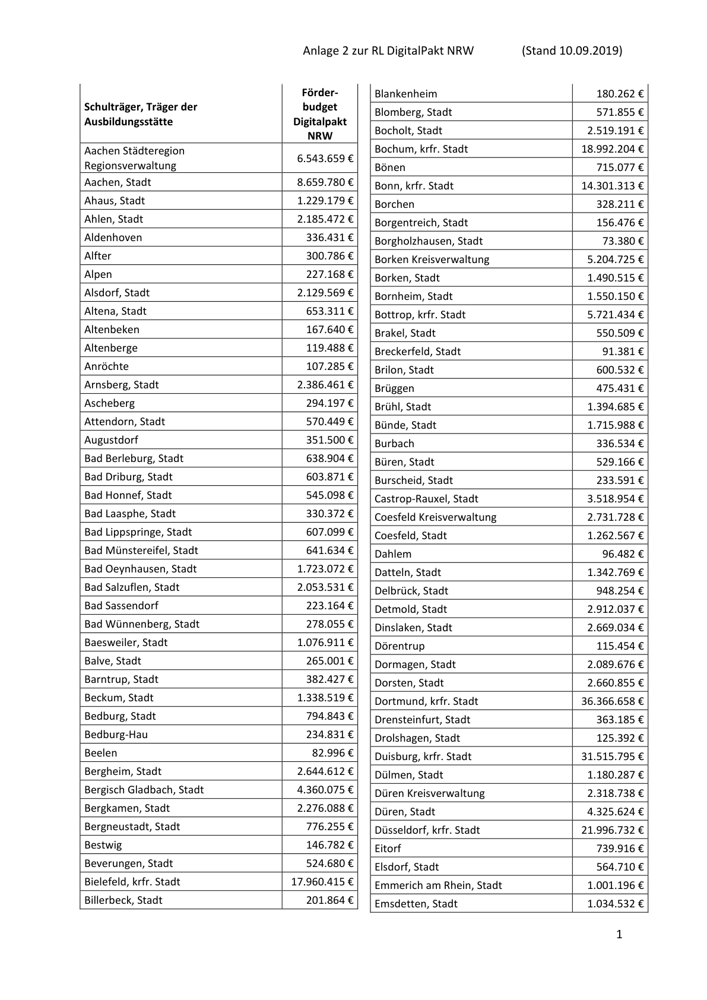 Anlage 2 zur RL DigitalPakt NRW (Stand 10.09.2019)
Schulträger, Träger der
Ausbildungsstätte
Förder-
budget
Digitalpakt
NRW
Aachen Städteregion
Regionsverwaltung
6.543.659 €
Aachen, Stadt 8.659.780 €
Ahaus, Stadt 1.229.179 €
Ahlen, Stadt 2.185.472 €
Aldenhoven 336.431 €
Alfter 300.786 €
Alpen 227.168 €
Alsdorf, Stadt 2.129.569 €
Altena, Stadt 653.311 €
Altenbeken 167.640 €
Altenberge 119.488 €
Anröchte 107.285 €
Arnsberg, Stadt 2.386.461 €
Ascheberg 294.197 €
Attendorn, Stadt 570.449 €
Augustdorf 351.500 €
Bad Berleburg, Stadt 638.904 €
Bad Driburg, Stadt 603.871 €
Bad Honnef, Stadt 545.098 €
Bad Laasphe, Stadt 330.372 €
Bad Lippspringe, Stadt 607.099 €
Bad Münstereifel, Stadt 641.634 €
Bad Oeynhausen, Stadt 1.723.072 €
Bad Salzuflen, Stadt 2.053.531 €
Bad Sassendorf 223.164 €
Bad Wünnenberg, Stadt 278.055 €
Baesweiler, Stadt 1.076.911 €
Balve, Stadt 265.001 €
Barntrup, Stadt 382.427 €
Beckum, Stadt 1.338.519 €
Bedburg, Stadt 794.843 €
Bedburg-Hau 234.831 €
Beelen 82.996 €
Bergheim, Stadt 2.644.612 €
Bergisch Gladbach, Stadt 4.360.075 €
Bergkamen, Stadt 2.276.088 €
Bergneustadt, Stadt 776.255 €
Bestwig 146.782 €
Beverungen, Stadt 524.680 €
Bielefeld, krfr. Stadt 17.960.415 €
Billerbeck, Stadt 201.864 €
Blankenheim 180.262 €
Blomberg, Stadt 571.855 €
Bocholt, Stadt 2.519.191 €
Bochum, krfr. Stadt 18.992.204 €
Bönen 715.077 €
Bonn, krfr. Stadt 14.301.313 €
Borchen 328.211 €
Borgentreich, Stadt 156.476 €
Borgholzhausen, Stadt 73.380 €
Borken Kreisverwaltung 5.204.725 €
Borken, Stadt 1.490.515 €
Bornheim, Stadt 1.550.150 €
Bottrop, krfr. Stadt 5.721.434 €
Brakel, Stadt 550.509 €
Breckerfeld, Stadt 91.381 €
Brilon, Stadt 600.532 €
Brüggen 475.431 €
Brühl, Stadt 1.394.685 €
Bünde, Stadt 1.715.988 €
Burbach 336.534 €
Büren, Stadt 529.166 €
Burscheid, Stadt 233.591 €
Castrop-Rauxel, Stadt 3.518.954 €
Coesfeld Kreisverwaltung 2.731.728 €
Coesfeld, Stadt 1.262.567 €
Dahlem 96.482 €
Datteln, Stadt 1.342.769 €
Delbrück, Stadt 948.254 €
Detmold, Stadt 2.912.037 €
Dinslaken, Stadt 2.669.034 €
Dörentrup 115.454 €
Dormagen, Stadt 2.089.676 €
Dorsten, Stadt 2.660.855 €
Dortmund, krfr. Stadt 36.366.658 €
Drensteinfurt, Stadt 363.185 €
Drolshagen, Stadt 125.392 €
Duisburg, krfr. Stadt 31.515.795 €
Dülmen, Stadt 1.180.287 €
Düren Kreisverwaltung 2.318.738 €
Düren, Stadt 4.325.624 €
Düsseldorf, krfr. Stadt 21.996.732 €
Eitorf 739.916 €
Elsdorf, Stadt 564.710 €
Emmerich am Rhein, Stadt 1.001.196 €
Emsdetten, Stadt 1.034.532 €
1